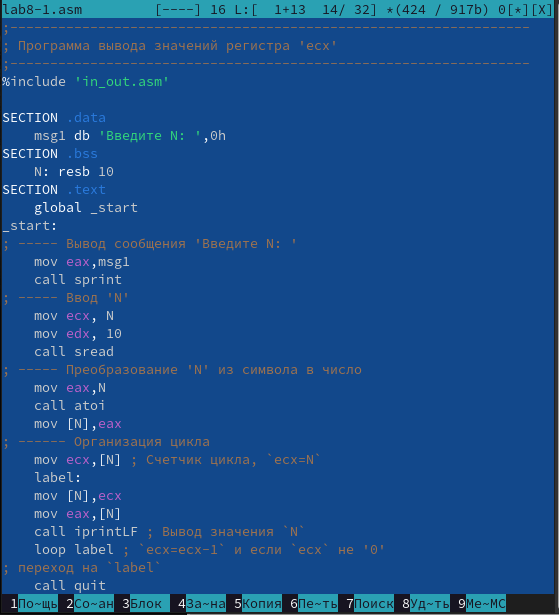 lab8-1.asm [----] 16 L:[ 1+13 14/ 32] *(424 / 917b) 0[*][X]
;-----------------------------------------------------------------
; Программа вывода значений регистра 'ecx'
;-----------------------------------------------------------------
%include 'in_out.asm'
SECTION .data
msg1 db 'Введите N: ',0h
SECTION .bss
N: resb 10
SECTION .text
global _start
_start:
; ----- Вывод сообщения 'Введите N: '
mov eax,msg1
call sprint
; ----- Ввод 'N'
mov ecx, N
mov edx, 10
call sread
; ----- Преобразование 'N' из символа в число
mov eax,N
call atoi
mov [N],eax
; ------ Организация цикла
mov ecx,[N] ; Счетчик цикла, `ecx=N`
label:
mov [N],ecx
mov eax,[N]
call iprintLF ; Вывод значения `N`
loop label ; `ecx=ecx-1` и если `ecx` не '0'
; переход на `label`
call quit
1По~щь 2Со~ан 3Блок 4За~на 5Копия 6Пе~ть 7Поиск 8Уд~ть 9Ме~МС